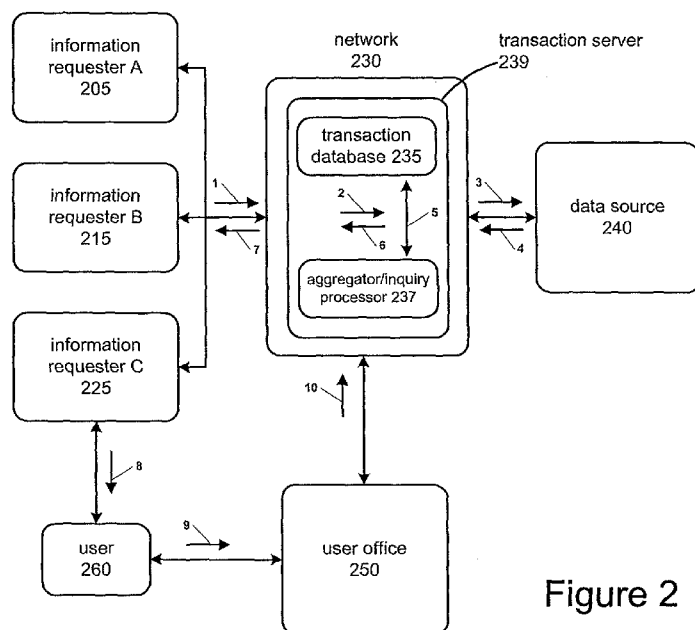 information
requester A
205
information
requester B
215
information
requester C
225
user
260
network
230
transaction server
239
transaction
database 235
aggregator/inquiry
processor 237
data source
240
user office
250
1
7
2
6
5
3
4
8
9
10
Figure 2